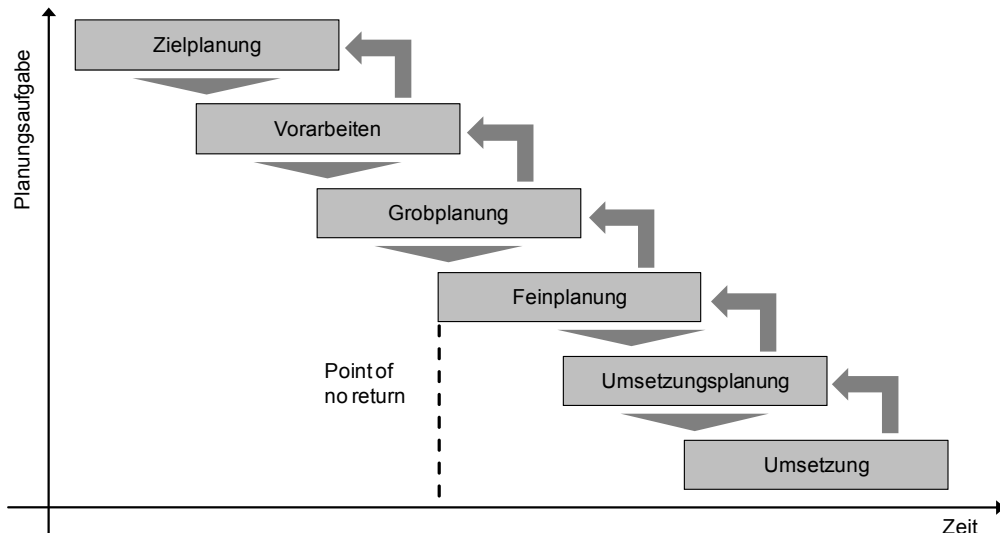 Planungsaufgabe
Zielplanung
Vorarbeiten
Grobplanung
Feinplanung
Point of
no return
Umsetzungsplanung
Umsetzung
Zeit